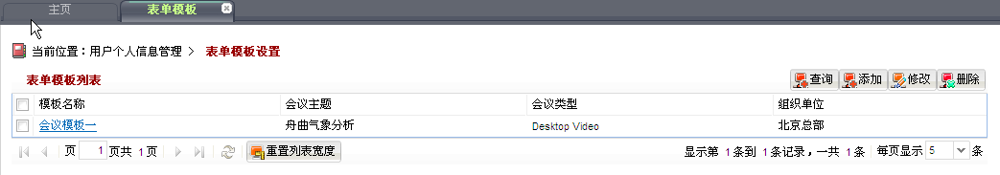 主页 表单模板
当前位置：用户个人信息管理 > 表单模板设置
表单模板列表 查询 添加 修改 删除
模板名称 会议主题 会议类型 组织单位
会议模板一 舟曲气象分析 Desktop Video 北京总部
页 1 页共 1 页 重置列表宽度 显示第 1 条到 1 条记录，一共 1 条 每页显示 5 条